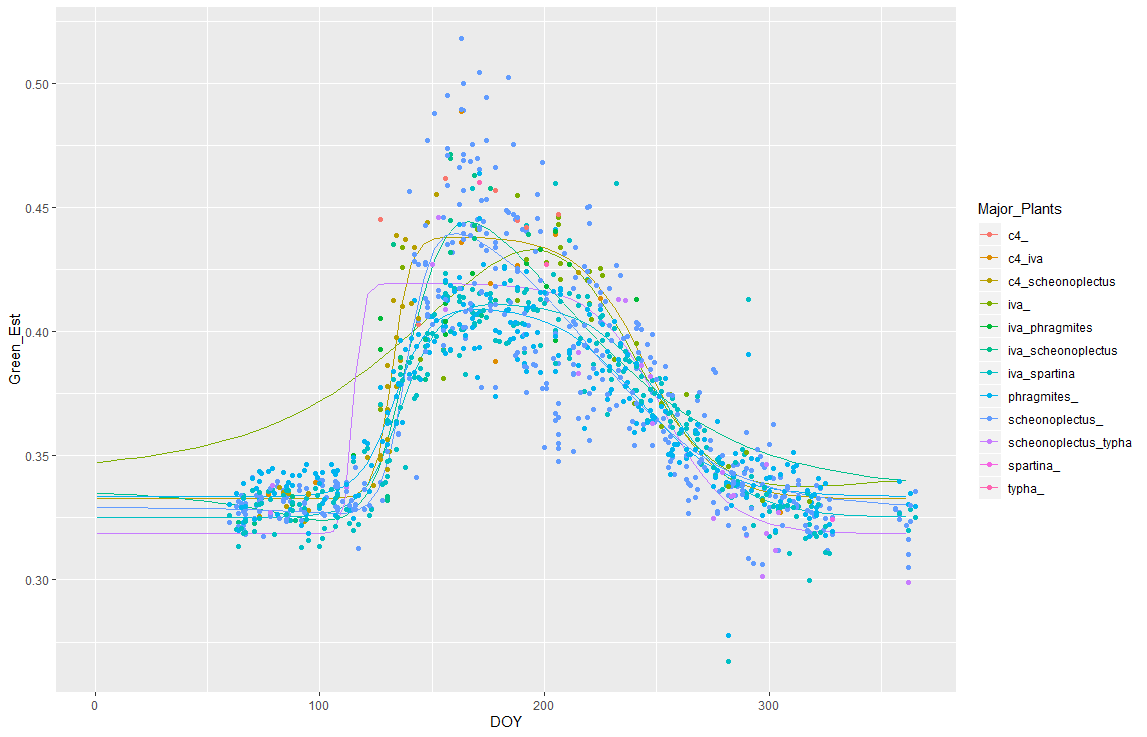 0.50
0.45
0.40
0.35
0.30
Green_Est
0
100
200
300
DOY
Major_Plants
c4_
c4_iva
c4_scheonoplectus
iva_
iva_phragmites
iva_scheonoplectus
iva_spartina
phragmites_
scheonoplectus_
scheonoplectus_typha
spartina_
typha_